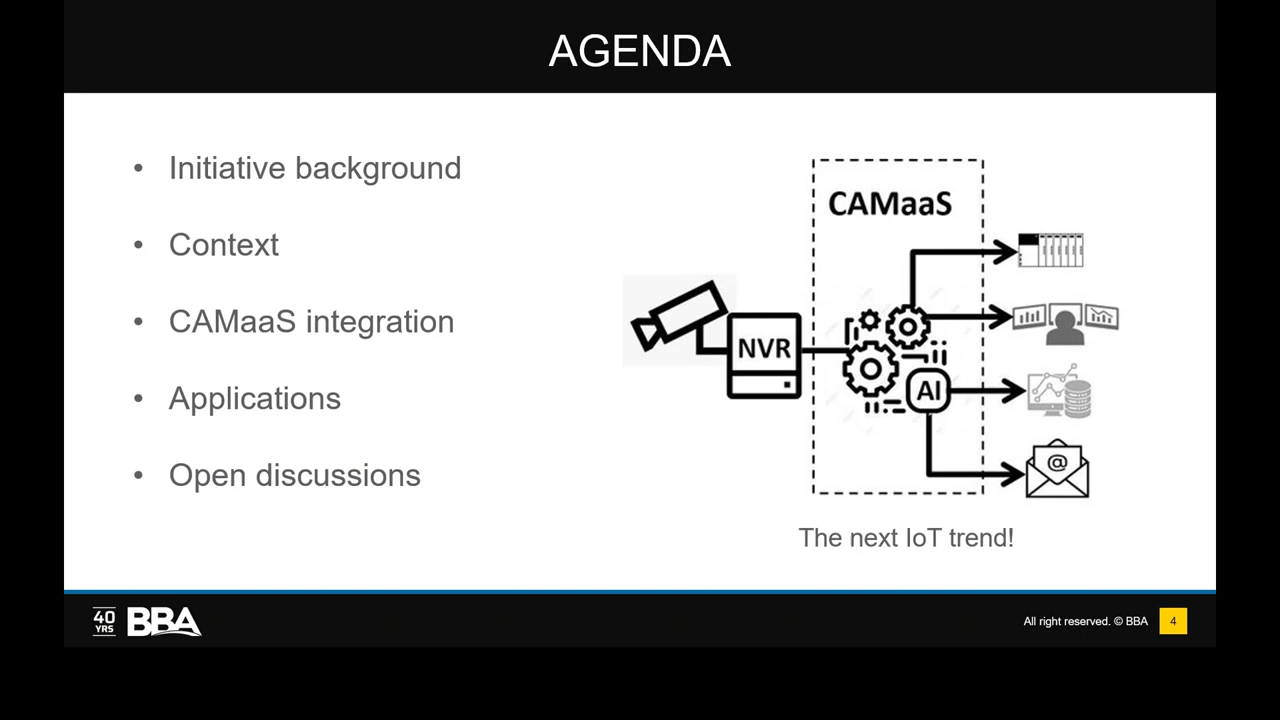 AGENDA
• Initiative background
• Context
• CAMaaS integration
• Applications
• Open discussions
CAMaaS
NVR
AI
@
The next IoT trend!
40
YRS
BBA
All right reserved. © BBA
4